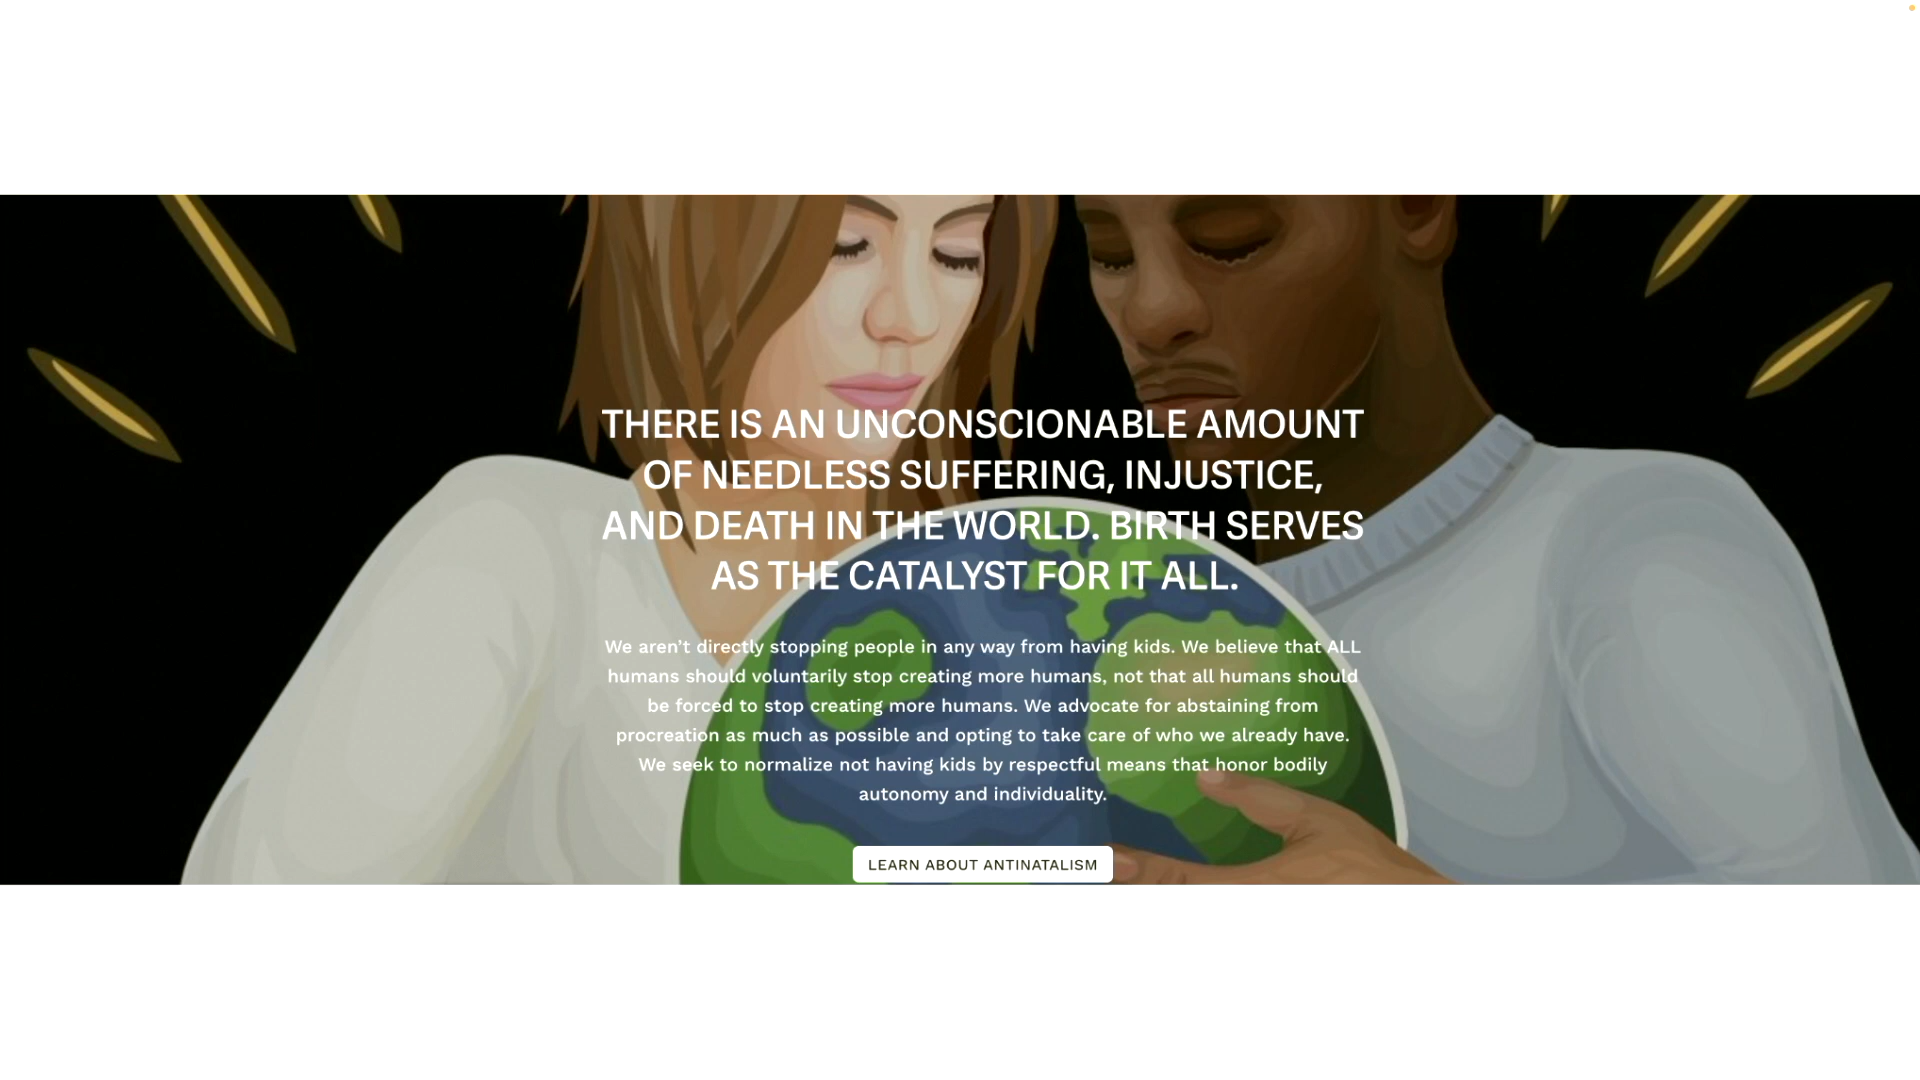 THERE IS AN UNCONSCIONABLE AMOUNT
OF NEEDLESS SUFFERING, INJUSTICE,
AND DEATH IN THE WORLD. BIRTH SERVES
AS THE CATALYST FOR IT ALL.
We aren’t directly stopping people in any way from having kids. We believe that ALL
humans should voluntarily stop creating more humans, not that all humans should
be forced to stop creating more humans. We advocate for abstaining from
procreation as much as possible and opting to take care of who we already have.
We seek to normalize not having kids by respectful means that honor bodily
autonomy and individuality.
LEARN ABOUT ANTINATALISM